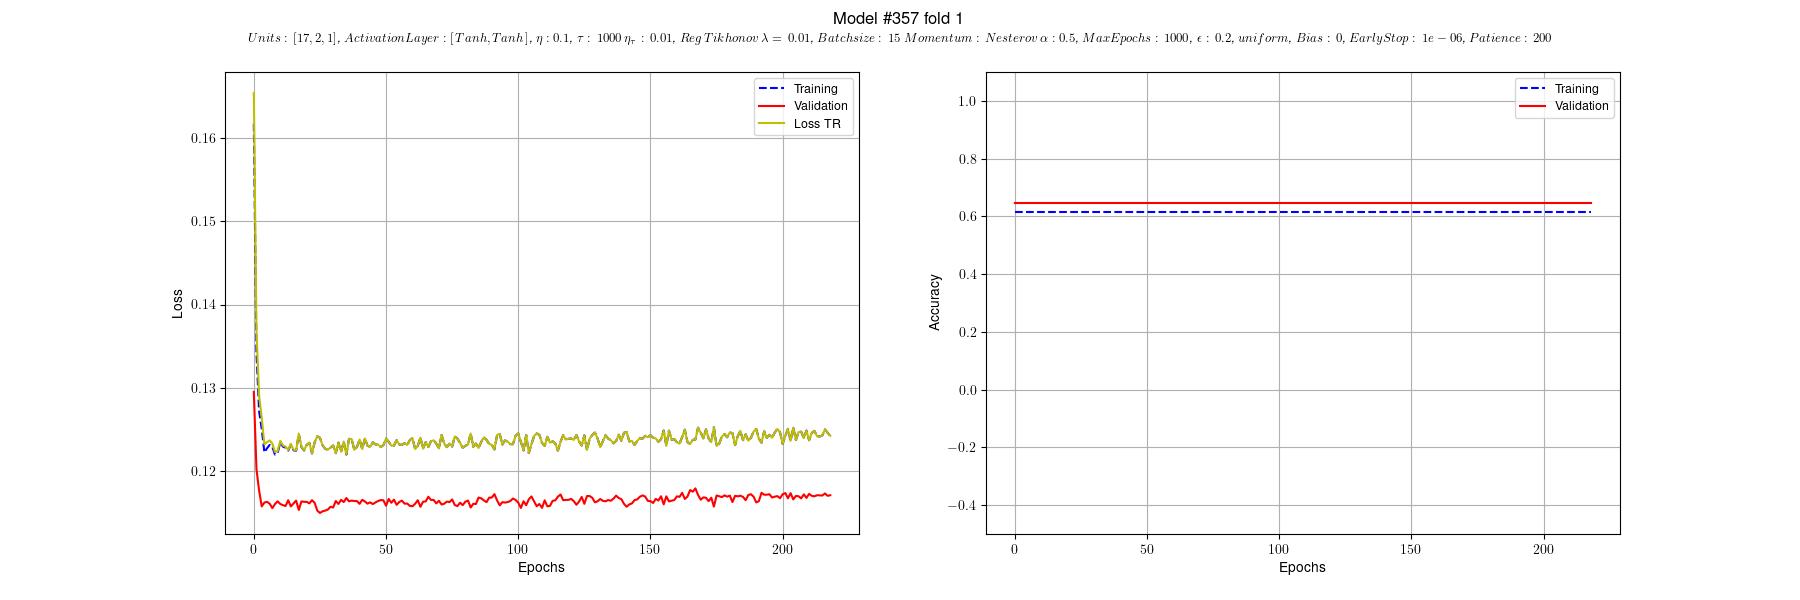 Model #357 fold 1
Units : [17, 2, 1], ActivationLayer : [Tanh, Tanh], η : 0.1, τ : 1000 ητ : 0.01, Reg Tikhonov λ = 0.01, Batchsize : 15 Momentum : Nesterov α : 0.5, MaxEpochs : 1000, ϵ : 0.2, uniform, Bias : 0, EarlyStop : 1e − 06, Patience : 200
Training
Validation
Loss TR
0.16
0.15
0.14
0.13
0.12
Loss
0 50 100 150 200
Epochs
Training
Validation
1.0
0.8
0.6
0.4
0.2
0.0
−0.2
−0.4
Accuracy
0 50 100 150 200
Epochs